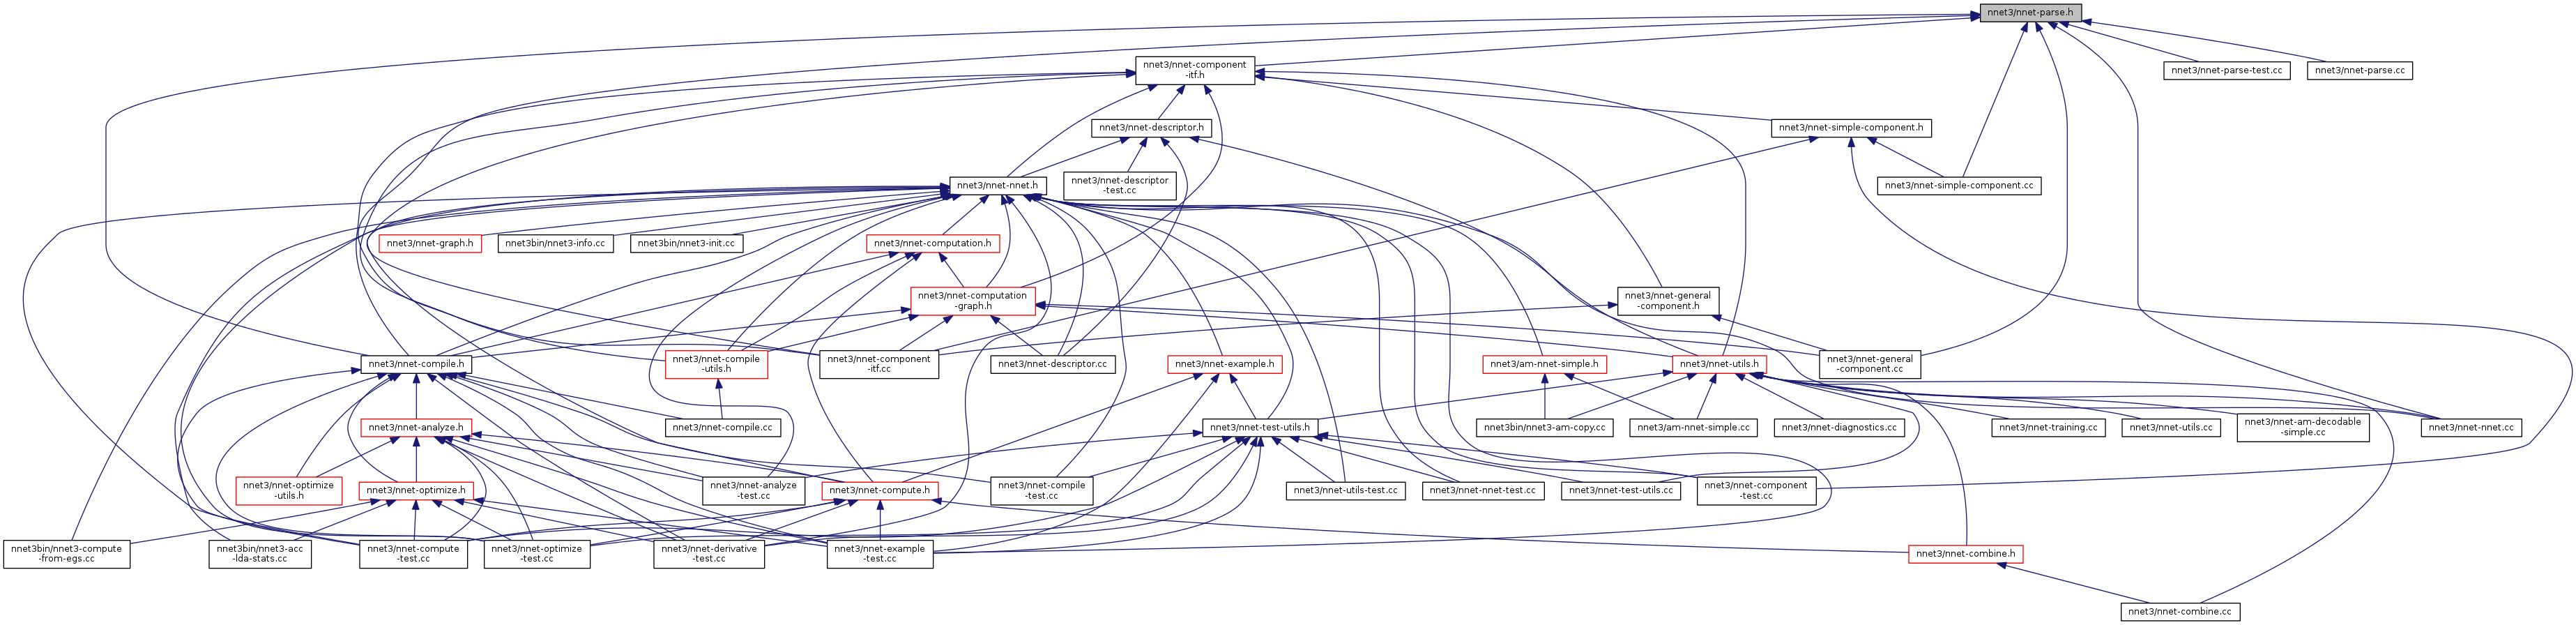 nnet3/nnet-parse.h
nnet3/nnet-component
-itf.h
nnet3/nnet-parse-test.cc
nnet3/nnet-parse.cc
nnet3/nnet-descriptor.h
nnet3/nnet-simple-component.h
nnet3/nnet-nnet.h
nnet3/nnet-descriptor
-test.cc
nnet3/nnet-simple-component.cc
nnet3/nnet-graph.h
nnet3bin/nnet3-info.cc
nnet3bin/nnet3-init.cc
nnet3/nnet-computation.h
nnet3/nnet-computation
-graph.h
nnet3/nnet-general
-component.h
nnet3/nnet-compile.h
nnet3/nnet-compile
-utils.h
nnet3/nnet-component
-itf.cc
nnet3/nnet-descriptor.cc
nnet3/nnet-example.h
nnet3/am-nnet-simple.h
nnet3/nnet-utils.h
nnet3/nnet-general
-component.cc
nnet3/nnet-analyze.h
nnet3/nnet-compile.cc
nnet3/nnet-test-utils.h
nnet3bin/nnet3-am-copy.cc
nnet3/am-nnet-simple.cc
nnet3/nnet-diagnostics.cc
nnet3/nnet-training.cc
nnet3/nnet-utils.cc
nnet3/nnet-am-decodable
-simple.cc
nnet3/nnet-nnet.cc
nnet3/nnet-optimize
-utils.h
nnet3/nnet-optimize.h
nnet3/nnet-analyze
-test.cc
nnet3/nnet-compute.h
nnet3/nnet-compile
-test.cc
nnet3/nnet-utils-test.cc
nnet3/nnet-nnet-test.cc
nnet3/nnet-test-utils.cc
nnet3/nnet-component
-test.cc
nnet3bin/nnet3-compute
-from-egs.cc
nnet3bin/nnet3-acc
-lda-stats.cc
nnet3/nnet-compute
-test.cc
nnet3/nnet-optimize
-test.cc
nnet3/nnet-derivative
-test.cc
nnet3/nnet-example
-test.cc
nnet3/nnet-combine.h
nnet3/nnet-combine.cc